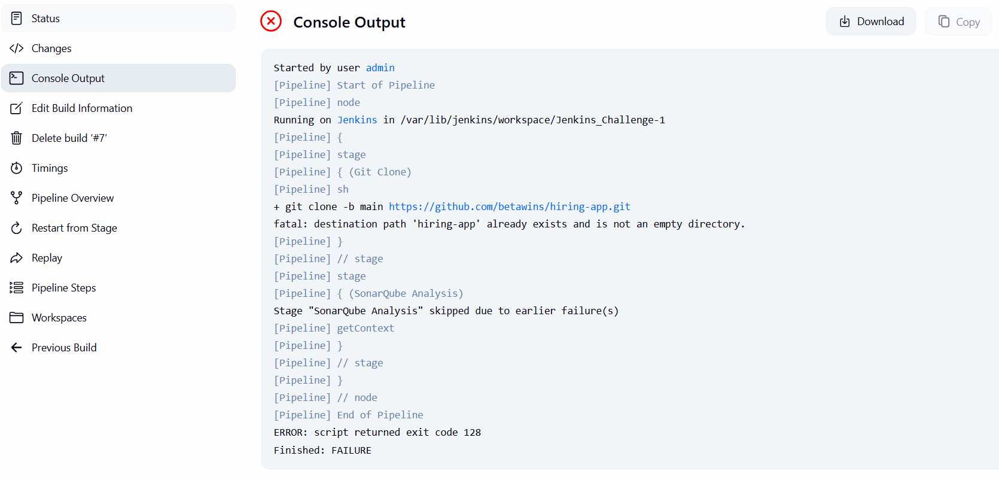 Status
Changes
Console Output
Edit Build Information
Delete build ‘#7’
Timings
Pipeline Overview
Restart from Stage
Replay
Pipeline Steps
Workspaces
Previous Build
Console Output
Download
Copy
Started by user admin
[Pipeline] Start of Pipeline
[Pipeline] node
Running on Jenkins in /var/lib/jenkins/workspace/Jenkins_Challenge-1
[Pipeline] {
[Pipeline] stage
[Pipeline] { (Git Clone)
[Pipeline] sh
+ git clone -b main https://github.com/betawins/hiring-app.git
fatal: destination path 'hiring-app' already exists and is not an empty directory.
[Pipeline] }
[Pipeline] // stage
[Pipeline] stage
[Pipeline] { (SonarQube Analysis)
Stage "SonarQube Analysis" skipped due to earlier failure(s)
[Pipeline] getContext
[Pipeline] }
[Pipeline] // stage
[Pipeline] }
[Pipeline] // node
[Pipeline] End of Pipeline
ERROR: script returned exit code 128
Finished: FAILURE